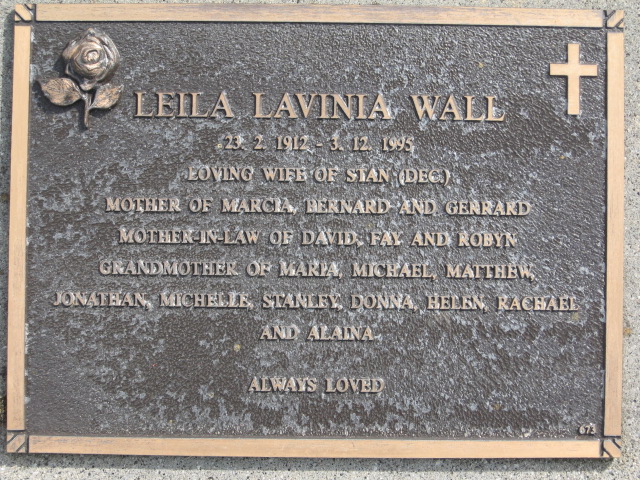 LEILA LAVINIA WALL
23. 2. 1912 - 3. 12. 1995
LOVING WIFE OF STAN (DEC.)
MOTHER OF MARCIA, BERNARD AND GERRARD
MOTHER-IN-LAW OF DAVID, FAY AND ROBYN
GRANDMOTHER OF MARIA, MICHAEL, MATTHEW,
JONATHAN, MICHELLE, STANLEY, DONNA, HELEN, RACHAEL
AND ALAINA
ALWAYS LOVED
673